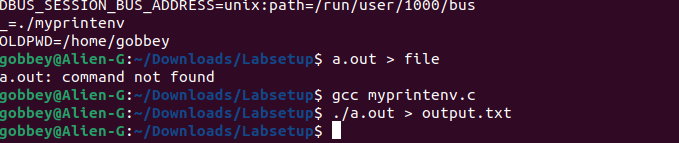 DBUS_SESSION_BUS_ADDRESS=unix:path=/run/user/1000/bus
_=./myprintenv
OLDPWD=/home/gobbey
gobbey@Alien-G:~/Downloads/Labsetup$ a.out > file
a.out: command not found
gobbey@Alien-G:~/Downloads/Labsetup$ gcc myprintenv.c
gobbey@Alien-G:~/Downloads/Labsetup$ ./a.out > output.txt
gobbey@Alien-G:~/Downloads/Labsetup$